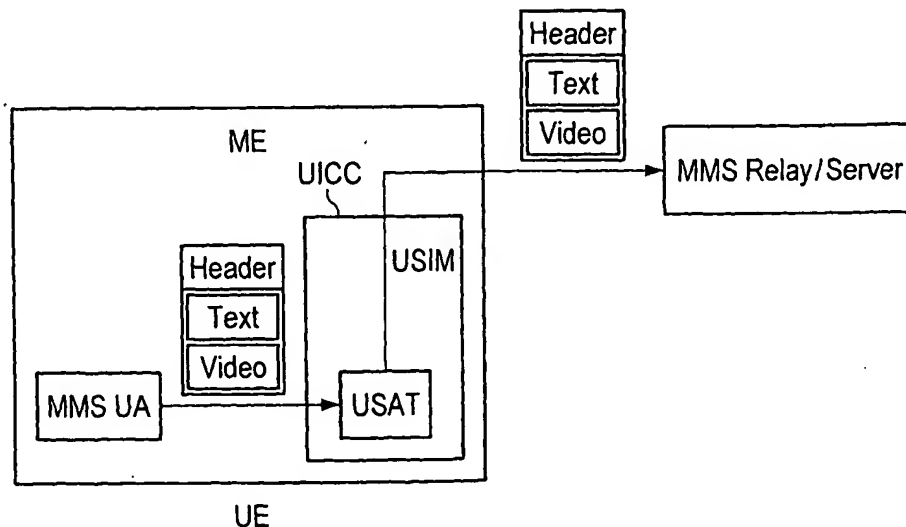 Header
Text
Video
ME
UICC
MMS Relay/Server
USIM
Header
Text
Video
MMS UA
USAT
UE